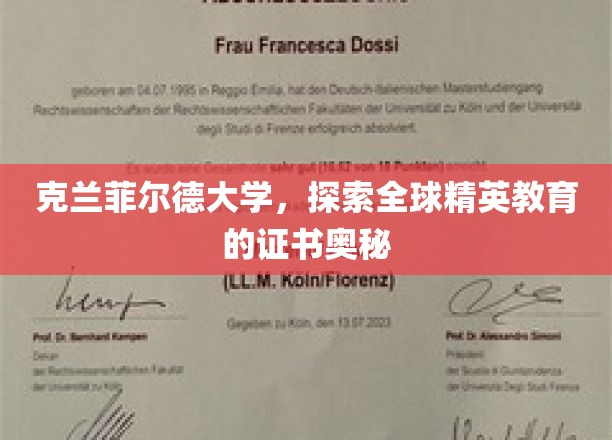 Frau Francesca Dossi
geboren am 04.07.1995 in Reggio Emilia, hat den Deutsch-Italienischen Masterstudiengang
Rechtswissenschaften der Rechtswissenschaftlichen Fakultäten der Universität zu Köln und der Università
degli Studi di Firenze erfolgreich absolviert.
克兰菲尔德大学，探索全球精英教育
的证书奥秘
(LL.M. Köln/Florenz)
Gegeben zu Köln, den 13.07.2023
Prof. Dr. Bernhard Kempen
Dekan
der Rechtswissenschaftlichen Fakultät
der Universität zu Köln
Prof. Dr. Alessandro Simoni
Präsident
der Scuola di Giurisprudenza
der Università Degli Studi Firenze